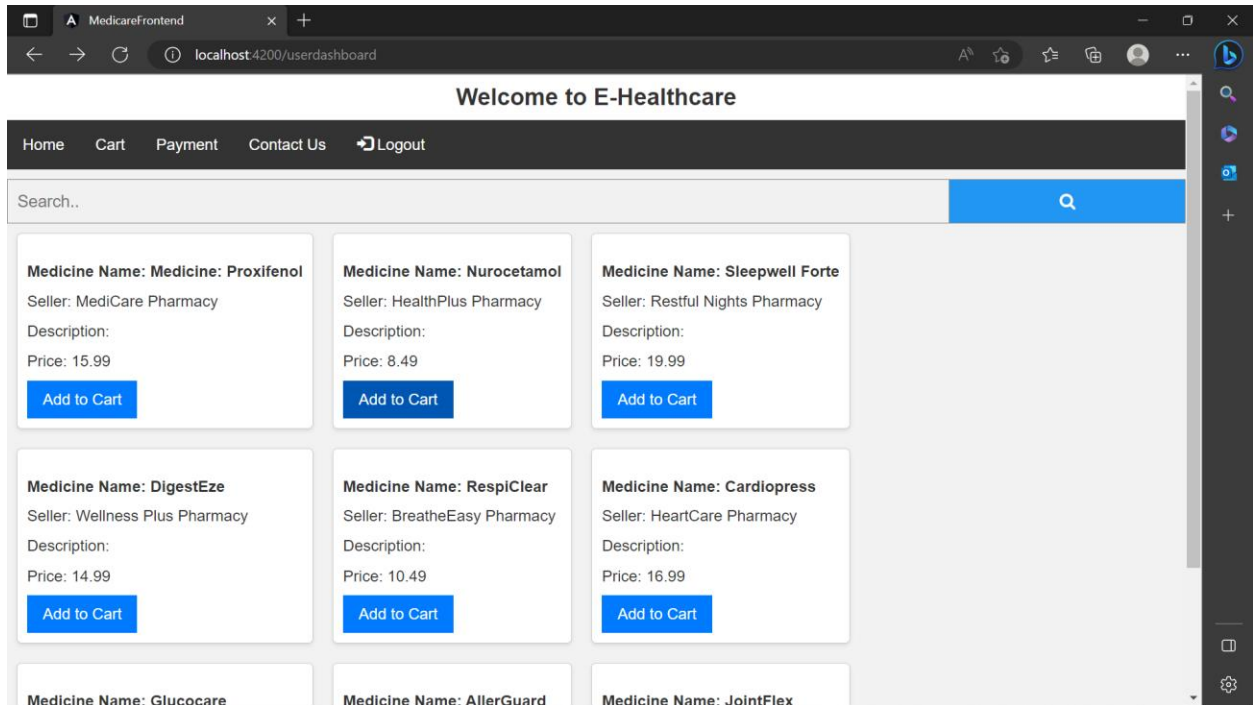 MedicareFrontend
localhost:4200/userdashboard
Welcome to E-Healthcare
Home Cart Payment Contact Us Logout
Search..
Medicine Name: Medicine: Proxifenol
Seller: MediCare Pharmacy
Description:
Price: 15.99
Add to Cart
Medicine Name: Nurocetamol
Seller: HealthPlus Pharmacy
Description:
Price: 8.49
Add to Cart
Medicine Name: Sleepwell Forte
Seller: Restful Nights Pharmacy
Description:
Price: 19.99
Add to Cart
Medicine Name: DigestEze
Seller: Wellness Plus Pharmacy
Description:
Price: 14.99
Add to Cart
Medicine Name: RespiClear
Seller: BreatheEasy Pharmacy
Description:
Price: 10.49
Add to Cart
Medicine Name: Cardiopress
Seller: HeartCare Pharmacy
Description:
Price: 16.99
Add to Cart
Medicine Name: Glucocare
Medicine Name: AllerGuard
Medicine Name: JointFlex